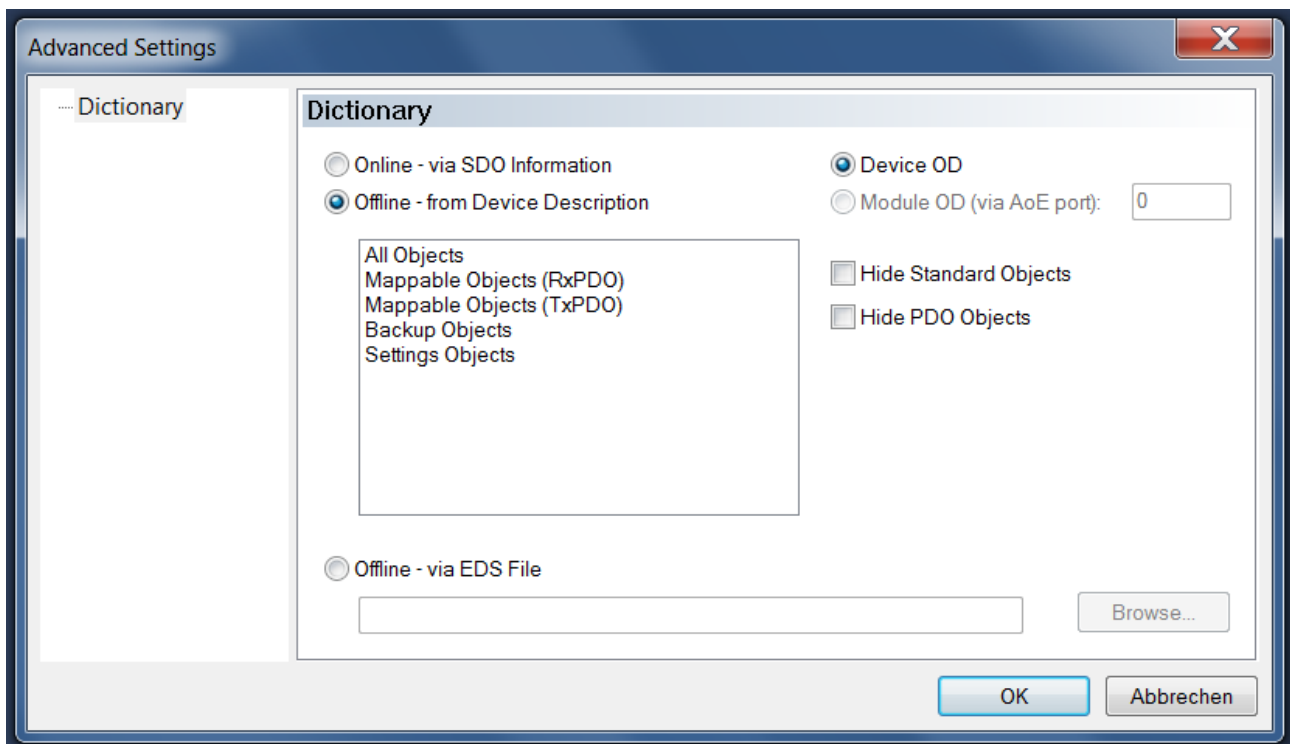 Advanced Settings
Dictionary
Dictionary
Online - via SDO Information
Device OD
Offline - from Device Description
Module OD (via AoE port):
0
All Objects
Mappable Objects (RxPDO)
Mappable Objects (TxPDO)
Backup Objects
Settings Objects
Hide Standard Objects
Hide PDO Objects
Offline - via EDS File
Browse...
OK
Abbrechen